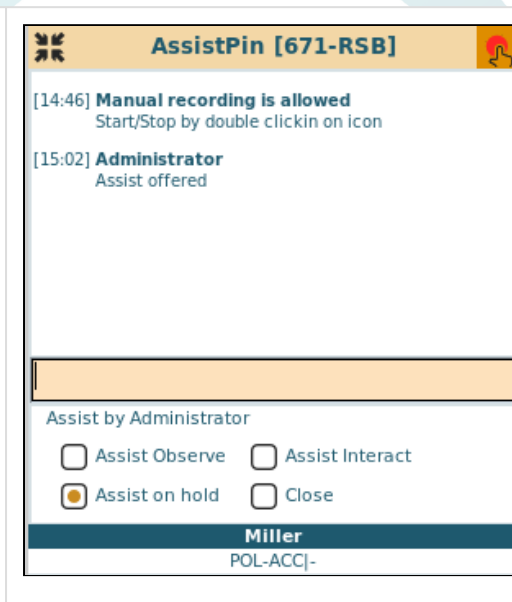 AssistPin [671-RSB]
[14:46] Manual recording is allowed
Start/Stop by double clickin on icon
[15:02] Administrator
Assist offered
Assist by Administrator
Assist Observe Assist Interact
Assist on hold Close
Miller
POL-ACC|-